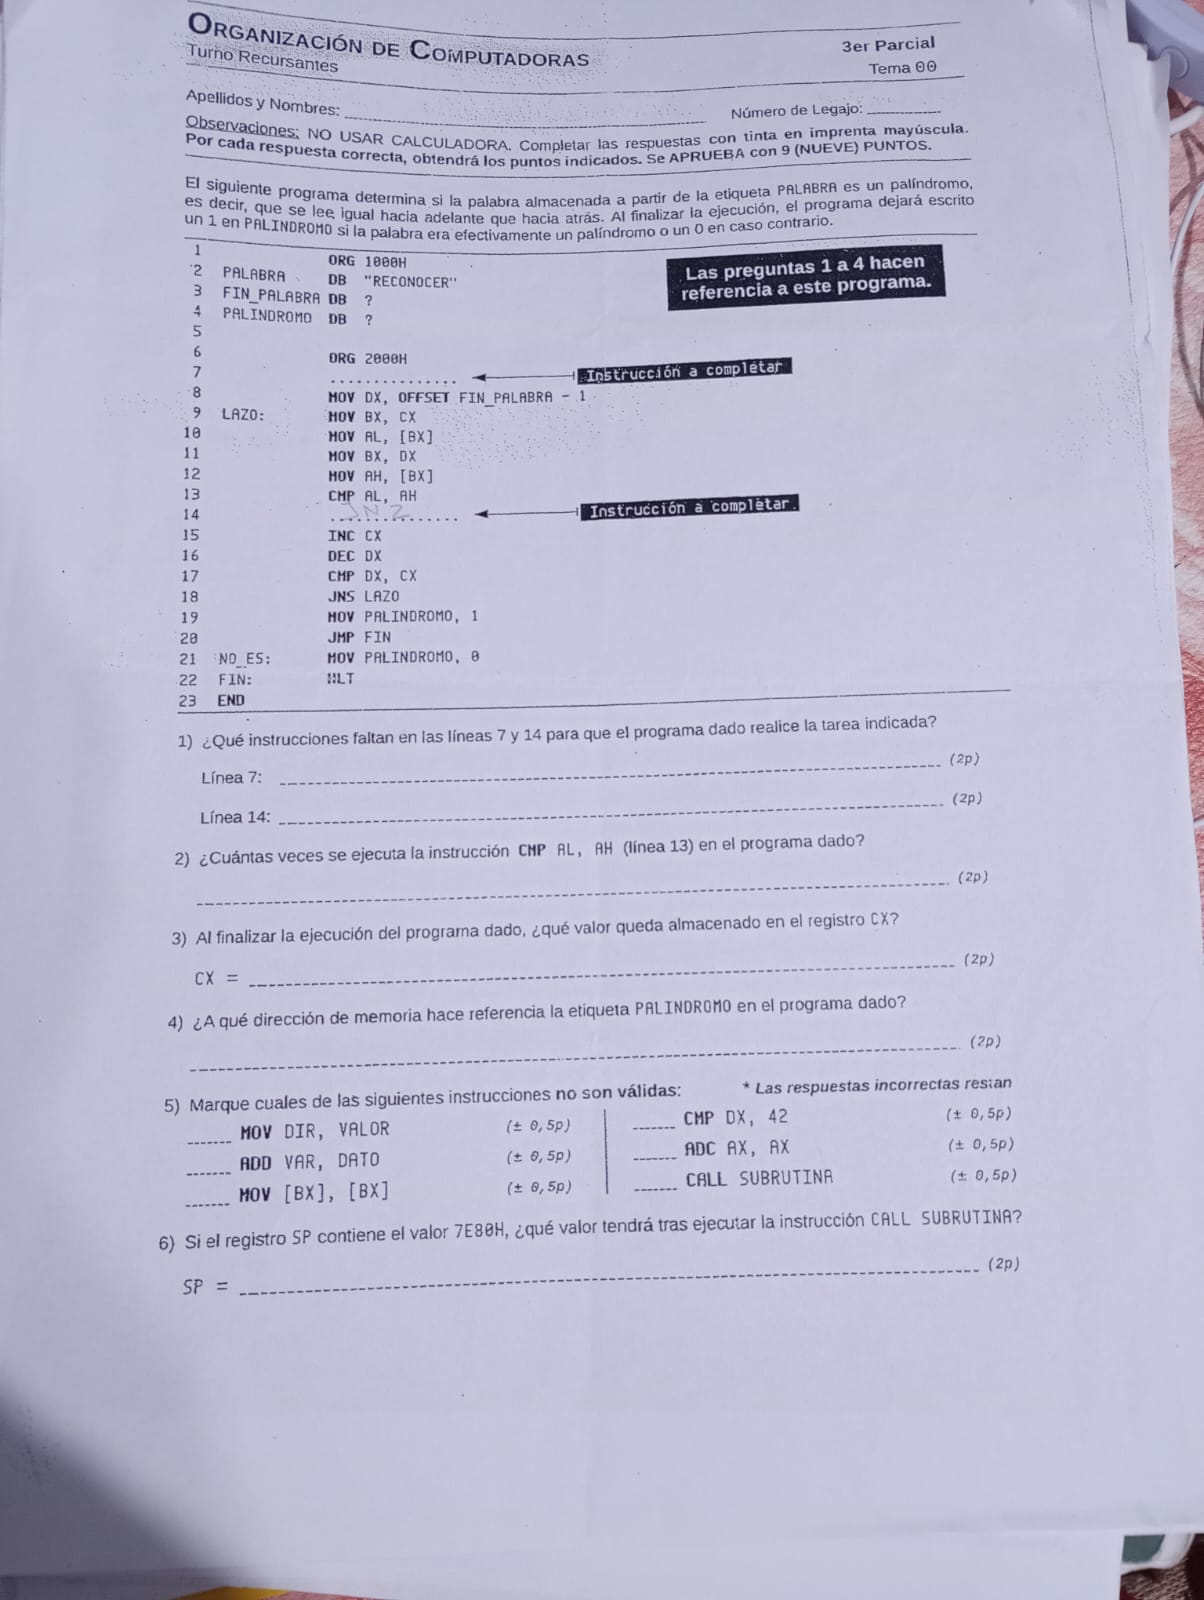 ORGANIZACIÓN DE COMPUTADORAS
Turno Recursantes
3er Parcial
Tema 00
Apellidos y Nombres:
Número de Legajo:
Observaciones: NO USAR CALCULADORA. Completar las respuestas con tinta en imprenta mayúscula.
Por cada respuesta correcta, obtendrá los puntos indicados. Se APRUEBA con 9 (NUEVE) PUNTOS.
El siguiente programa determina si la palabra almacenada a partir de la etiqueta PALABRA es un palíndromo,
es decir, que se lee igual hacia adelante que hacia atrás. Al finalizar la ejecución, el programa dejará escrito
un 1 en PALINDROMO si la palabra era efectivamente un palíndromo o un 0 en caso contrario.
1 ORG 1000H
2 PALABRA DB "RECONOCER"
3 FIN_PALABRA DB ?
4 PALINDROMO DB ?
Las preguntas 1 a 4 hacen
referencia a este programa.
5
6 ORG 2000H
7 ............... Instrucción a completar
8 MOV DX, OFFSET FIN_PALABRA - 1
9 LAZO: MOV BX, CX
10 MOV AL, [BX]
11 MOV BX, DX
12 MOV AH, [BX]
13 CMP AL, AH
14 JNZ Instrucción a completar.
15 INC CX
16 DEC DX
17 CMP DX, CX
18 JNS LAZO
19 MOV PALINDROMO, 1
20 JMP FIN
21 NO_ES: MOV PALINDROMO, 0
22 FIN: HLT
23 END
1) ¿Qué instrucciones faltan en las líneas 7 y 14 para que el programa dado realice la tarea indicada?
Línea 7: (2p)
Línea 14: (2p)
2) ¿Cuántas veces se ejecuta la instrucción CMP AL, AH (línea 13) en el programa dado?
(2p)
3) Al finalizar la ejecución del programa dado, ¿qué valor queda almacenado en el registro CX?
CX = (2p)
4) ¿A qué dirección de memoria hace referencia la etiqueta PALINDROMO en el programa dado?
(2p)
5) Marque cuales de las siguientes instrucciones no son válidas: * Las respuestas incorrectas restan
MOV DIR, VALOR (± 0,5p) CMP DX, 42 (± 0,5p)
ADD VAR, DATO (± 0,5p) ADC AX, AX (± 0,5p)
MOV [BX], [BX] (± 0,5p) CALL SUBRUTINA (± 0,5p)
6) Si el registro SP contiene el valor 7E80H, ¿qué valor tendrá tras ejecutar la instrucción CALL SUBRUTINA?
SP = (2p)